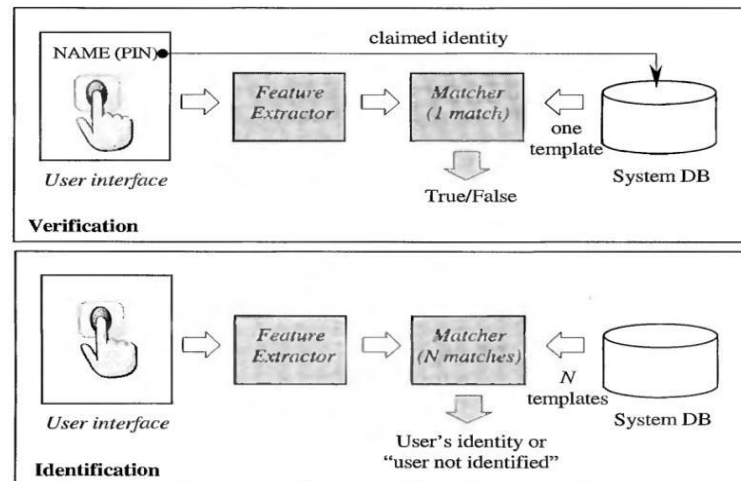 NAME (PIN)
claimed identity
Feature
Extractor
Matcher
(1 match)
one
template
User interface
True/False
System DB
Verification
Feature
Extractor
Matcher
(N matches)
N
templates
User interface
System DB
User's identity or
"user not identified"
Identification